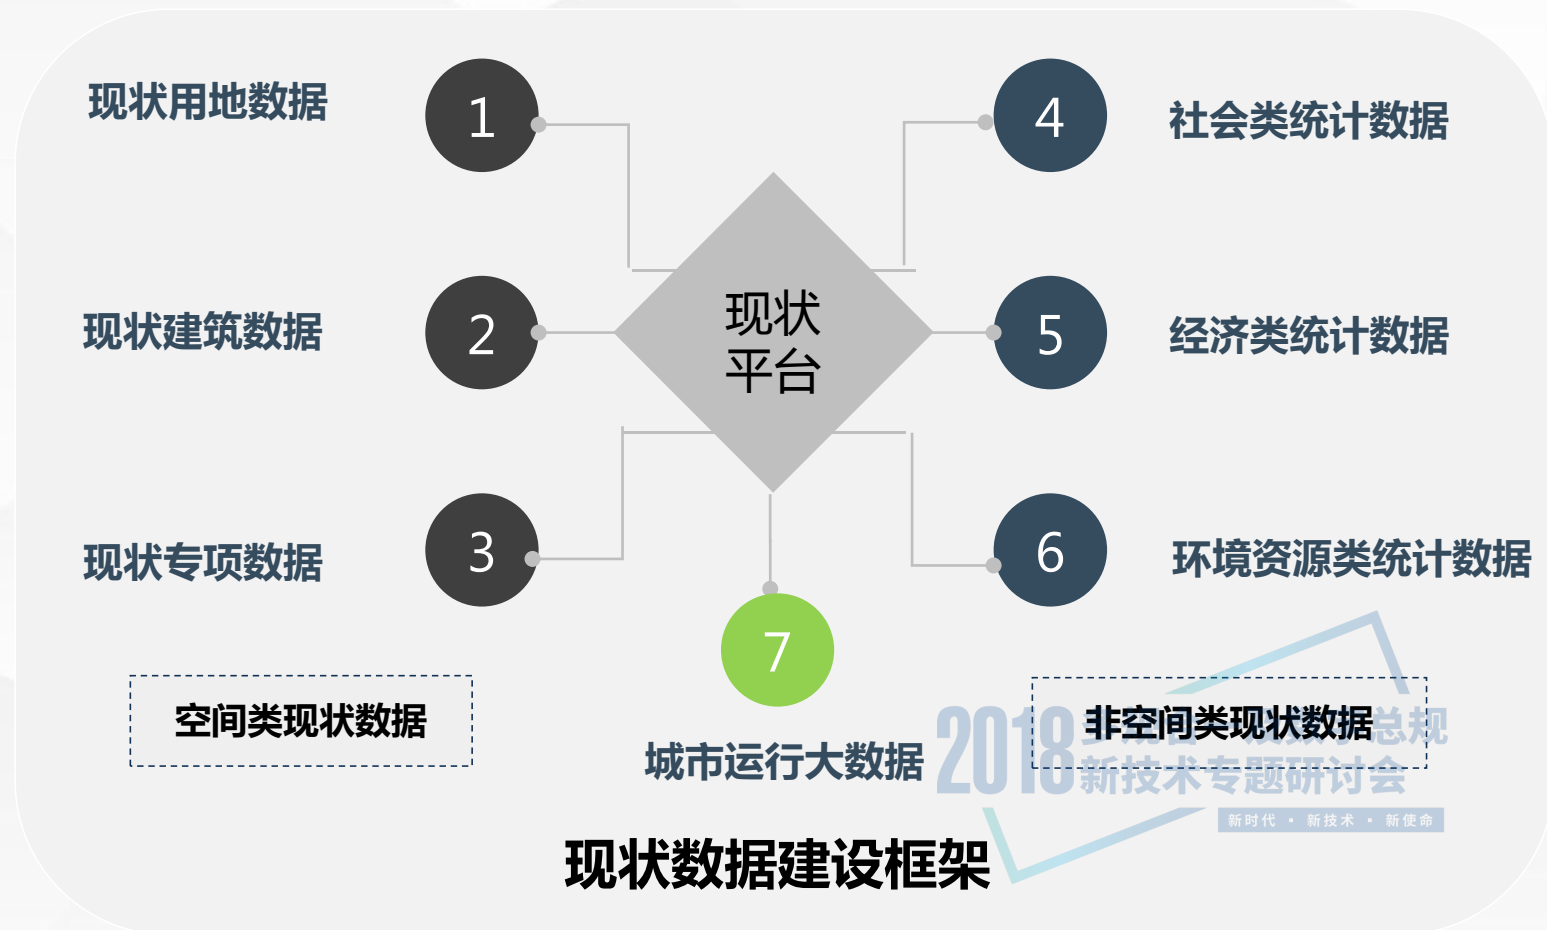 现状用地数据
1
4
社会类统计数据
现状建筑数据
2
现状
平台
5
经济类统计数据
现状专项数据
3
6
环境资源类统计数据
7
空间类现状数据
非空间类现状数据
城市运行大数据
2018
总规
新技术专题研讨会
新时代 · 新技术 · 新使命
现状数据建设框架